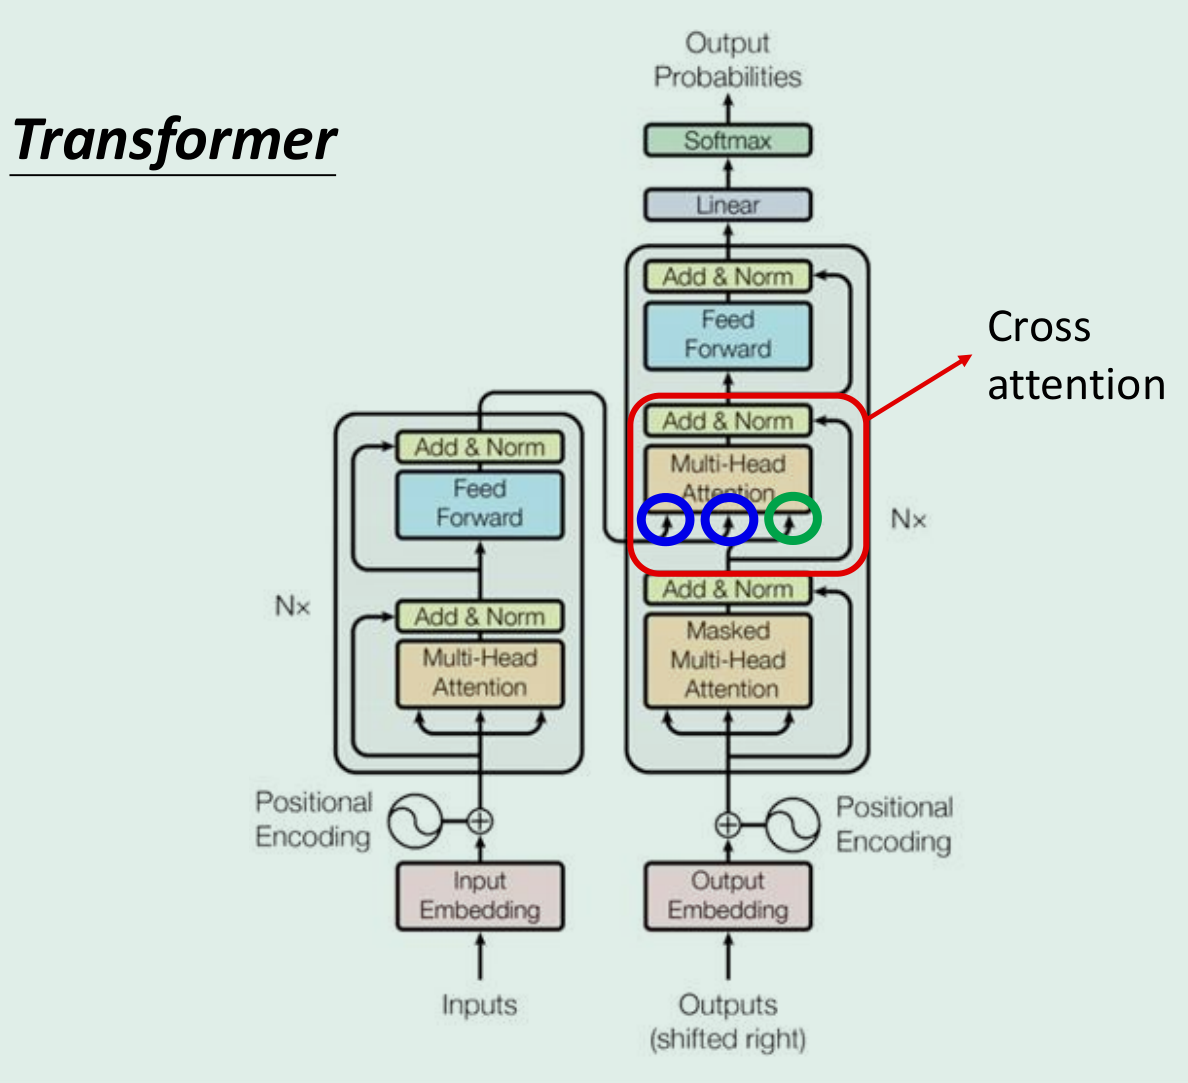 Transformer
Output
Probabilities
Softmax
Linear
Add & Norm
Feed
Forward
Add & Norm
Multi-Head
Attention
Cross
attention
Nx
Add & Norm
Masked
Multi-Head
Attention
Add & Norm
Feed
Forward
Nx
Add & Norm
Multi-Head
Attention
Positional
Encoding
Positional
Encoding
Input
Embedding
Output
Embedding
Inputs
Outputs
(shifted right)